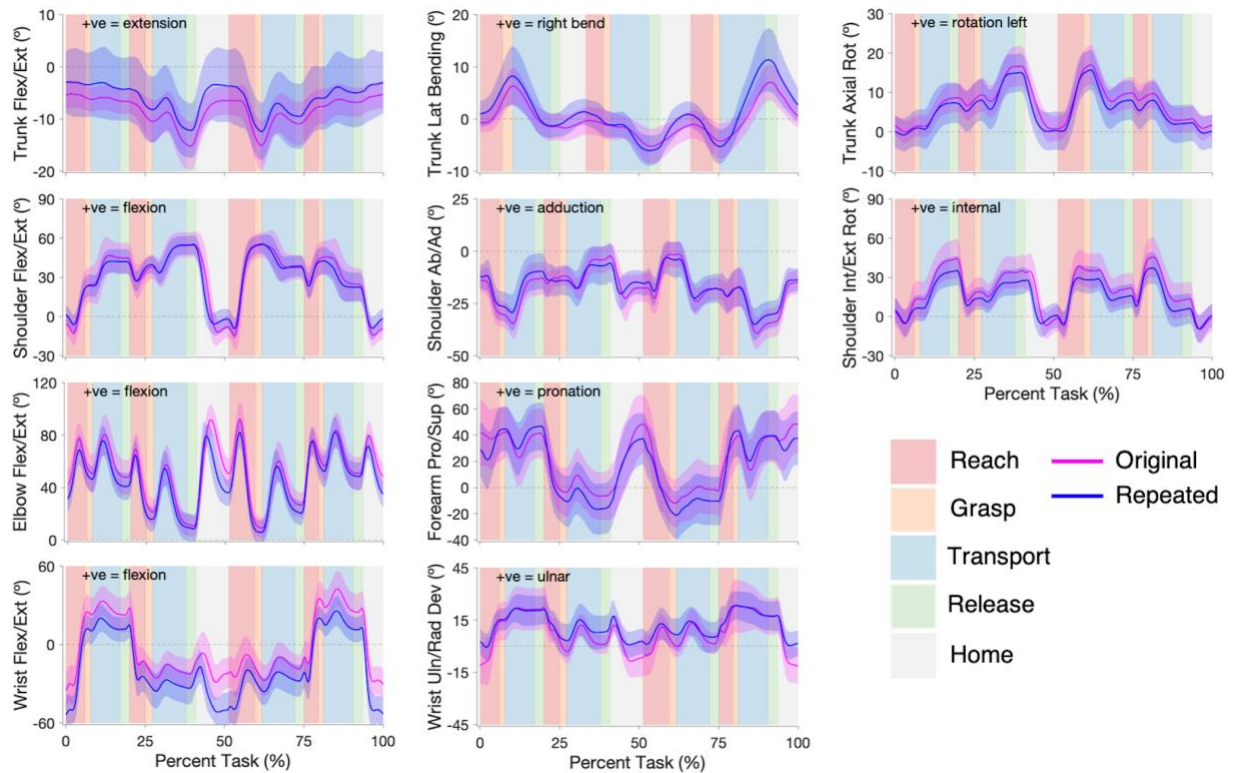 Trunk Flex/Ext (º)
10
0
-10
-20
+ve = extension
Trunk Lat Bending (º)
20
10
0
-10
+ve = right bend
Trunk Axial Rot (º)
30
20
10
0
-10
+ve = rotation left
Shoulder Flex/Ext (º)
90
60
30
0
-30
+ve = flexion
Shoulder Ab/Ad (º)
25
0
-25
-50
+ve = adduction
Shoulder Int/Ext Rot (º)
90
60
30
0
-30
+ve = internal
0
25
50
75
100
Percent Task (%)
Elbow Flex/Ext (º)
120
80
40
0
+ve = flexion
Forearm Pro/Sup (º)
80
60
40
20
0
-20
-40
+ve = pronation
Wrist Flex/Ext (º)
60
0
-60
+ve = flexion
0
25
50
75
100
Percent Task (%)
Wrist Uln/Rad Dev (º)
45
15
-15
-45
+ve = ulnar
0
25
50
75
100
Percent Task (%)
Reach
Grasp
Transport
Release
Home
Original
Repeated